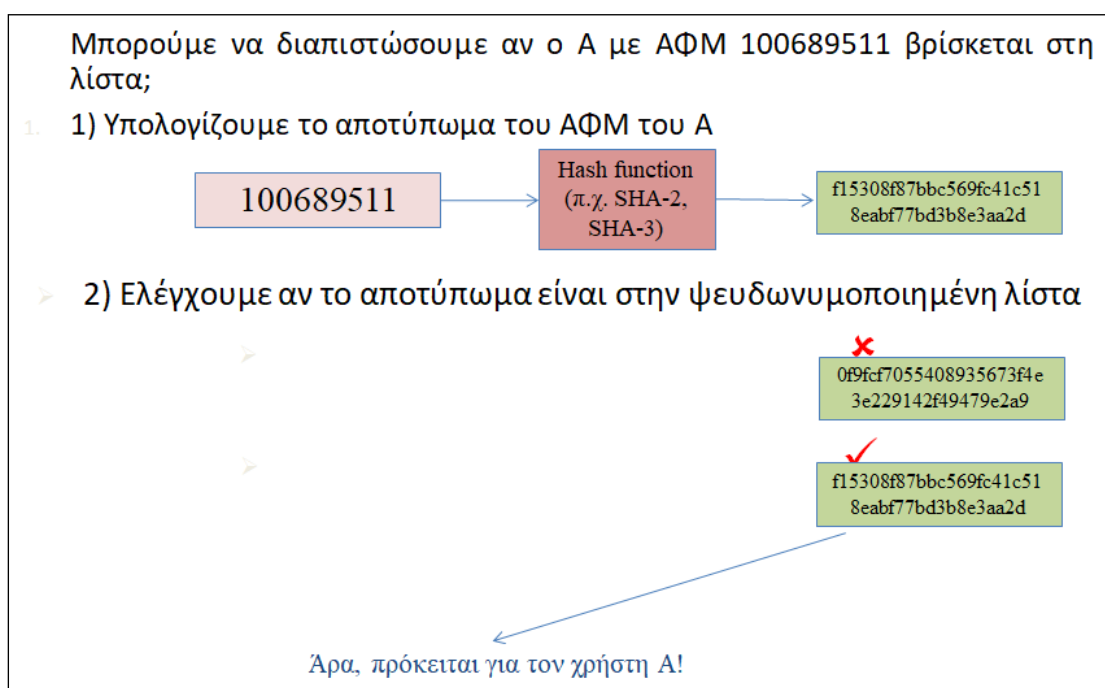 Μπορούμε να διαπιστώσουμε αν ο Α με ΑΦΜ 100689511 βρίσκεται στη
λίστα;
1. 1) Υπολογίζουμε το αποτύπωμα του ΑΦΜ του Α
100689511
Hash function
(π.χ. SHA-2,
SHA-3)
f15308f87bbc569fc41c51
8eabf77bd3b8e3aa2d
2) Ελέγχουμε αν το αποτύπωμα είναι στην ψευδωνυμοποιημένη λίστα
0f9fcf7055408935673f4e
3e229142f49479e2a9
f15308f87bbc569fc41c51
8eabf77bd3b8e3aa2d
Άρα, πρόκειται για τον χρήστη Α!